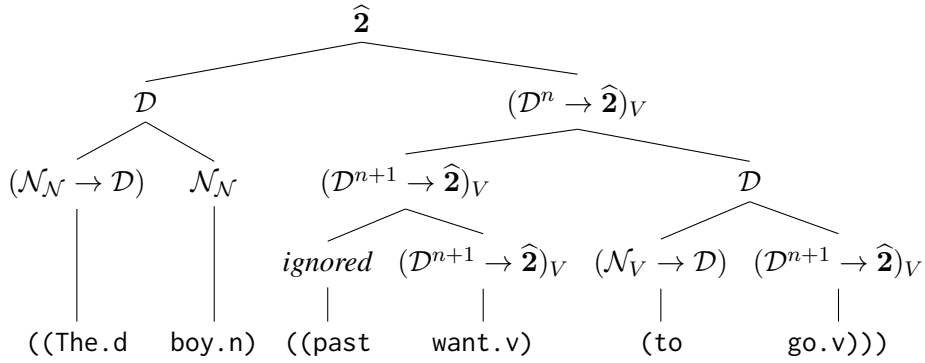 𝟐̂
𝒟 (𝒟ⁿ → 𝟐̂)_V
(𝒩_𝒩 → 𝒟) 𝒩_𝒩 (𝒟ⁿ⁺¹ → 𝟐̂)_V 𝒟
ignored (𝒟ⁿ⁺¹ → 𝟐̂)_V (𝒩_V → 𝒟) (𝒟ⁿ⁺¹ → 𝟐̂)_V
((The.d boy.n) ((past want.v) (to go.v)))